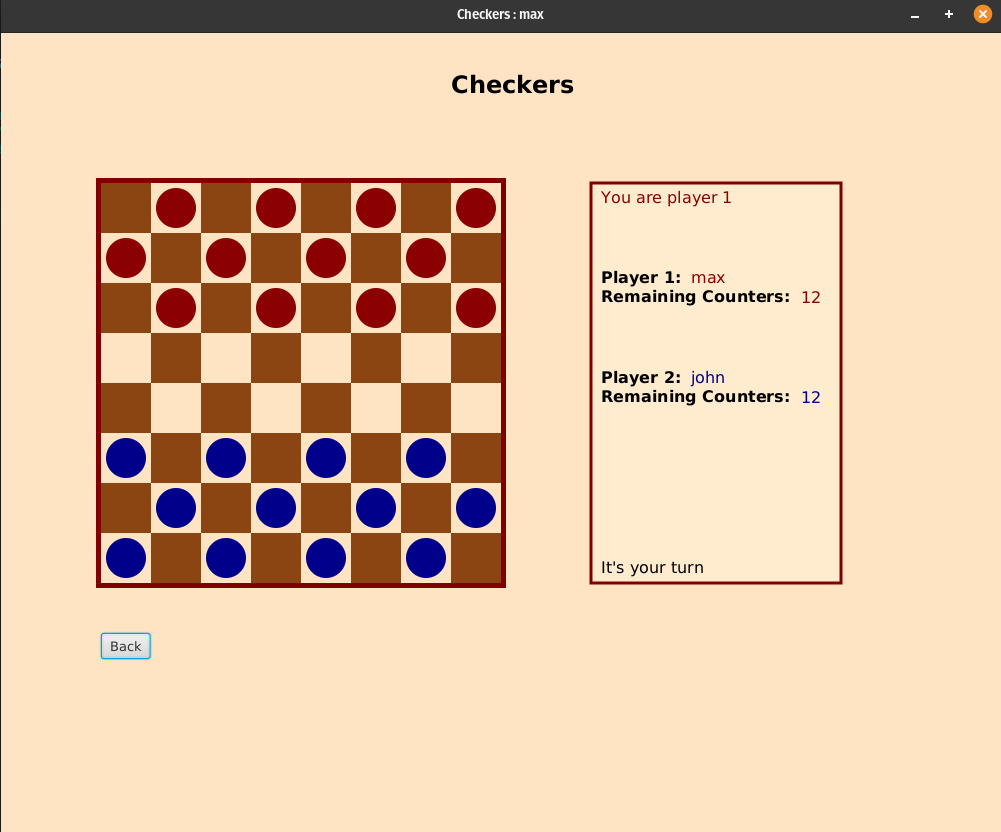 Checkers : max
Checkers
You are player 1
Player 1: max
Remaining Counters: 12
Player 2: john
Remaining Counters: 12
It's your turn
Back